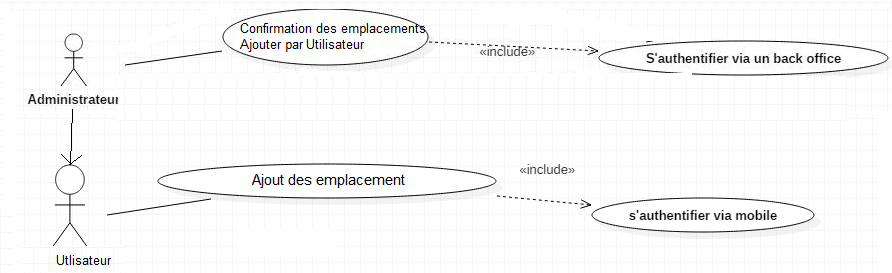 Confirmation des emplacements
Ajouter par Utilisateur
«include»
S'authentifier via un back office
Administrateur
Ajout des emplacement
«include»
s'authentifier via mobile
Utlisateur